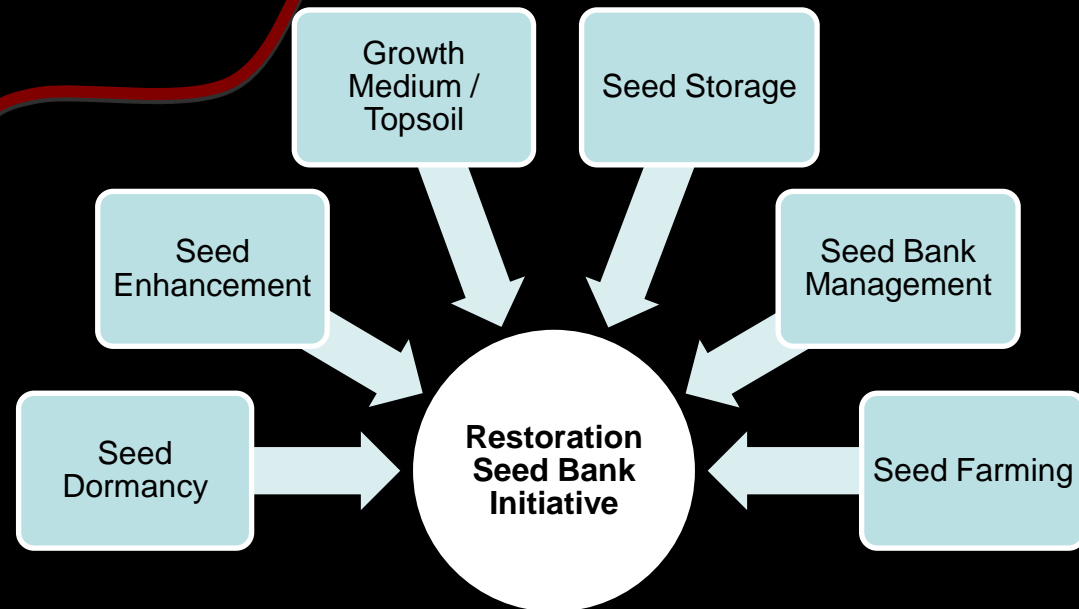 Growth
Medium /
Topsoil
Seed Storage
Seed
Enhancement
Seed Bank
Management
Seed
Dormancy
Restoration
Seed Bank
Initiative
Seed Farming